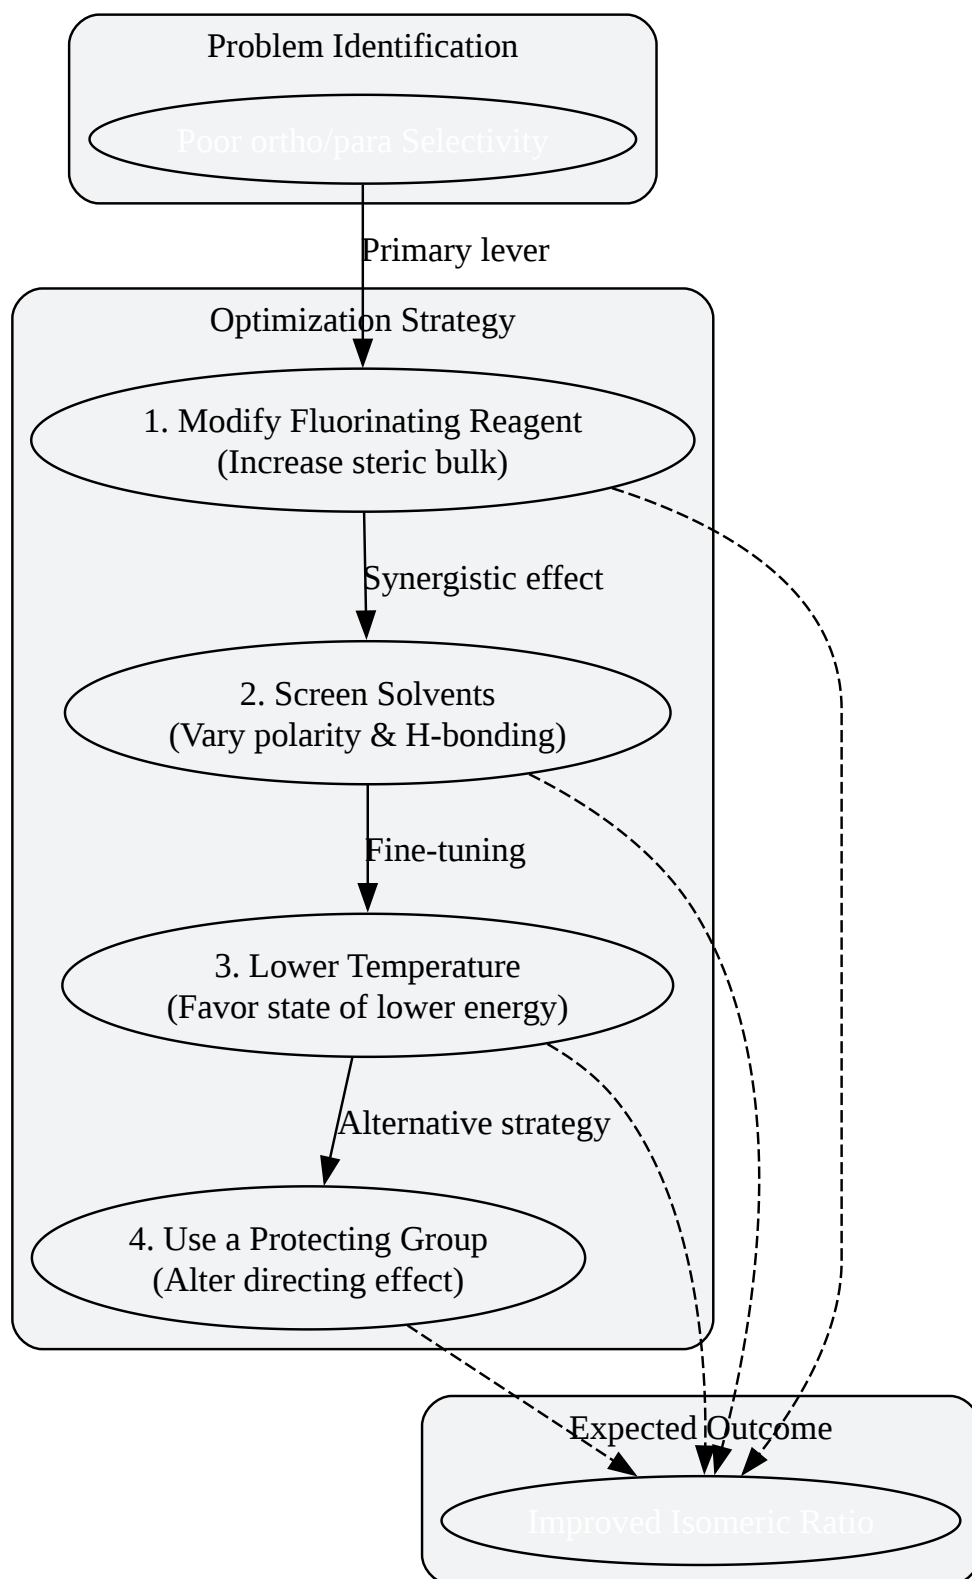 Problem Identification
Poor ortho/para Selectivity
Primary lever
Optimization Strategy
1. Modify Fluorinating Reagent
(Increase steric bulk)
Synergistic effect
2. Screen Solvents
(Vary polarity & H-bonding)
Fine-tuning
3. Lower Temperature
(Favor state of lower energy)
Alternative strategy
4. Use a Protecting Group
(Alter directing effect)
Expected Outcome
Improved Isomeric Ratio